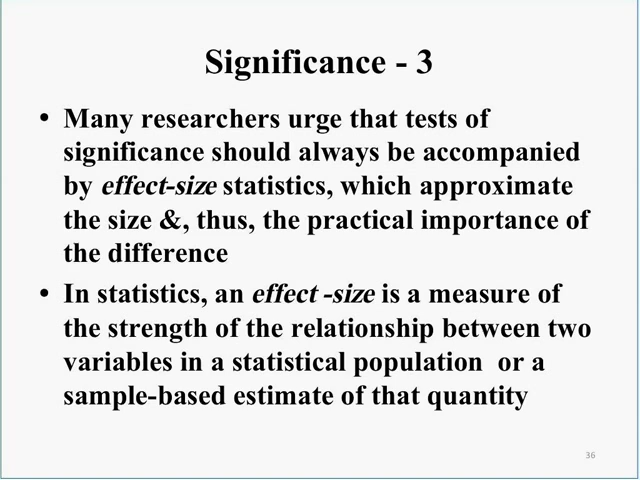 Significance - 3
• Many researchers urge that tests of
significance should always be accompanied
by effect-size statistics, which approximate
the size &, thus, the practical importance of
the difference
• In statistics, an effect -size is a measure of
the strength of the relationship between two
variables in a statistical population  or a
sample-based estimate of that quantity
36